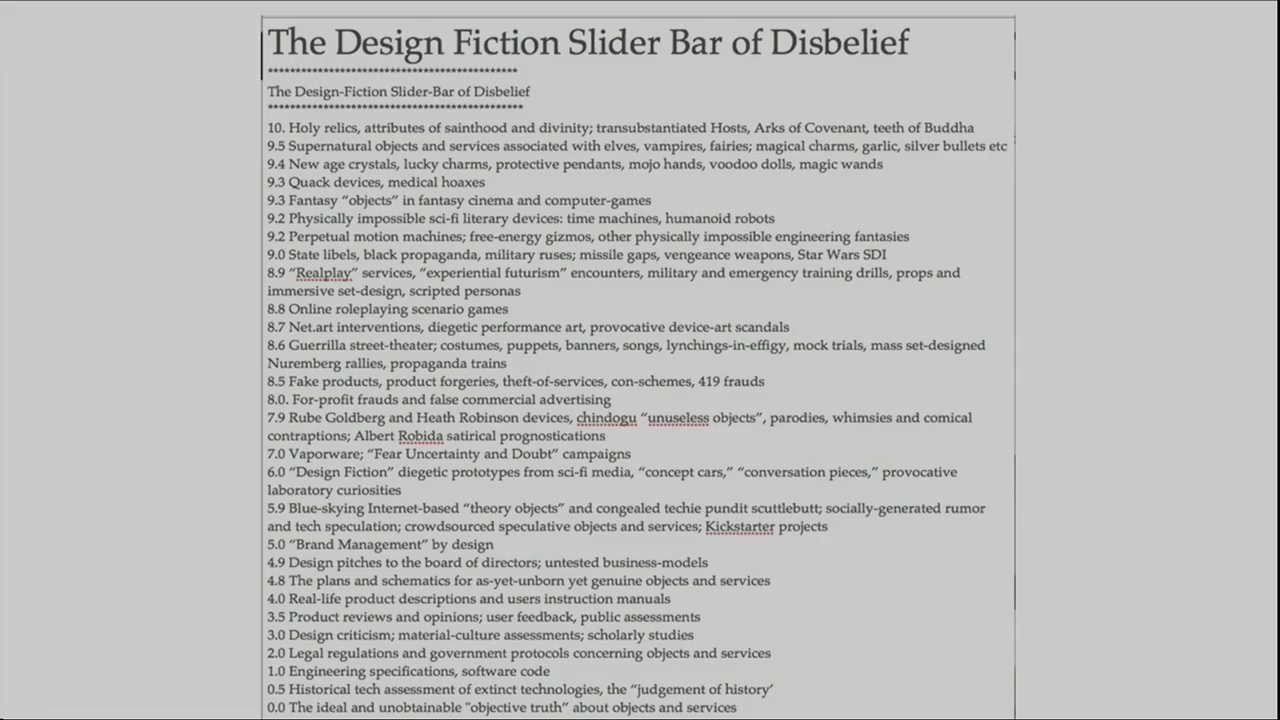 The Design Fiction Slider Bar of Disbelief
*********************************************
The Design-Fiction Slider-Bar of Disbelief
**********************************************
10. Holy relics, attributes of sainthood and divinity; transubstantiated Hosts, Arks of Covenant, teeth of Buddha
9.5 Supernatural objects and services associated with elves, vampires, fairies; magical charms, garlic, silver bullets etc
9.4 New age crystals, lucky charms, protective pendants, mojo hands, voodoo dolls, magic wands
9.3 Quack devices, medical hoaxes
9.3 Fantasy “objects” in fantasy cinema and computer-games
9.2 Physically impossible sci-fi literary devices: time machines, humanoid robots
9.2 Perpetual motion machines; free-energy gizmos, other physically impossible engineering fantasies
9.0 State libels, black propaganda, military ruses; missile gaps, vengeance weapons, Star Wars SDI
8.9 “Realplay” services, “experiential futurism” encounters, military and emergency training drills, props and
immersive set-design, scripted personas
8.8 Online roleplaying scenario games
8.7 Net.art interventions, diegetic performance art, provocative device-art scandals
8.6 Guerrilla street-theater; costumes, puppets, banners, songs, lynchings-in-effigy, mock trials, mass set-designed
Nuremberg rallies, propaganda trains
8.5 Fake products, product forgeries, theft-of-services, con-schemes, 419 frauds
8.0. For-profit frauds and false commercial advertising
7.9 Rube Goldberg and Heath Robinson devices, chindogu “unuseless objects”, parodies, whimsies and comical
contraptions; Albert Robida satirical prognostications
7.0 Vaporware; “Fear Uncertainty and Doubt” campaigns
6.0 “Design Fiction” diegetic prototypes from sci-fi media, “concept cars,” “conversation pieces,” provocative
laboratory curiosities
5.9 Blue-skying Internet-based “theory objects” and congealed techie pundit scuttlebutt; socially-generated rumor
and tech speculation; crowdsourced speculative objects and services; Kickstarter projects
5.0 “Brand Management” by design
4.9 Design pitches to the board of directors; untested business-models
4.8 The plans and schematics for as-yet-unborn yet genuine objects and services
4.0 Real-life product descriptions and users instruction manuals
3.5 Product reviews and opinions; user feedback, public assessments
3.0 Design criticism; material-culture assessments; scholarly studies
2.0 Legal regulations and government protocols concerning objects and services
1.0 Engineering specifications, software code
0.5 Historical tech assessment of extinct technologies, the “judgement of history’
0.0 The ideal and unobtainable "objective truth” about objects and services